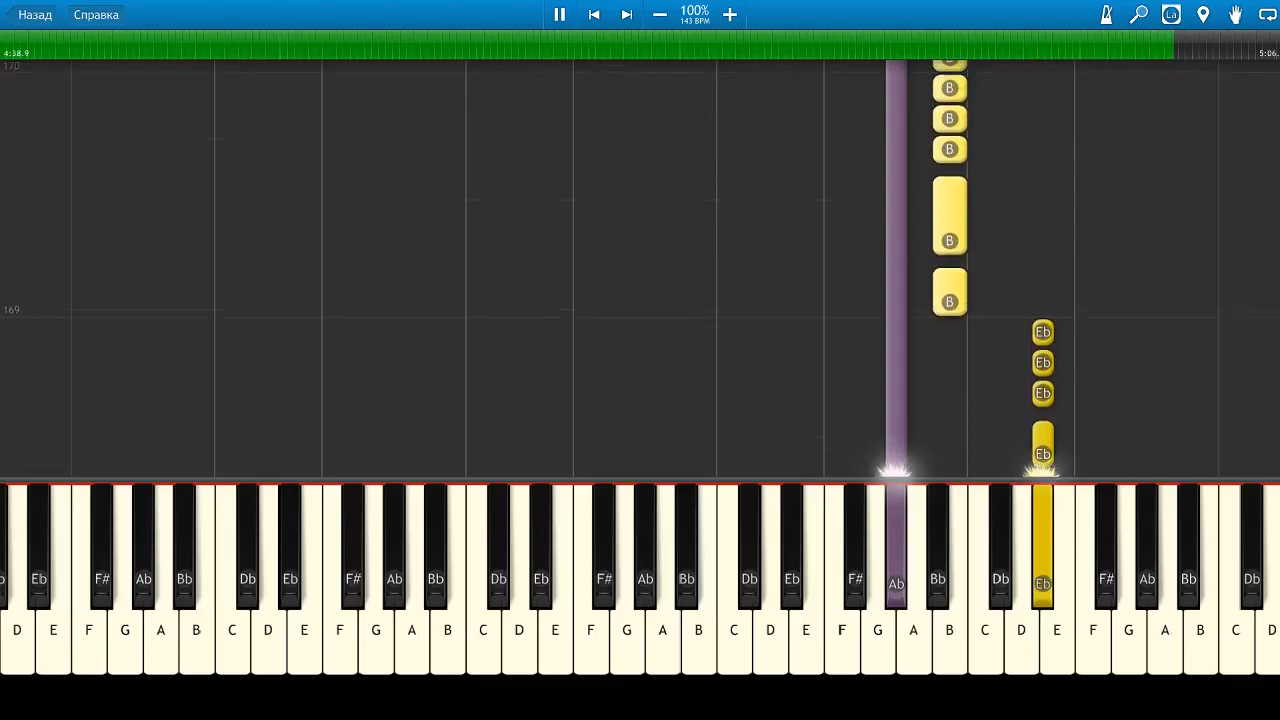 Назад Справка 100% La
143 BPM
4:38.9 5:06.
170
B
B
B
B
B
B
169
Eb
Eb
Eb
Eb
Eb F# Ab Bb Db Eb F# Ab Bb Db Eb F# Ab Bb Db Eb F# Ab Bb Db Eb F# Ab Bb Db
D E F G A B C D E F G A B C D E F G A B C D E F G A B C D E F G A B C D